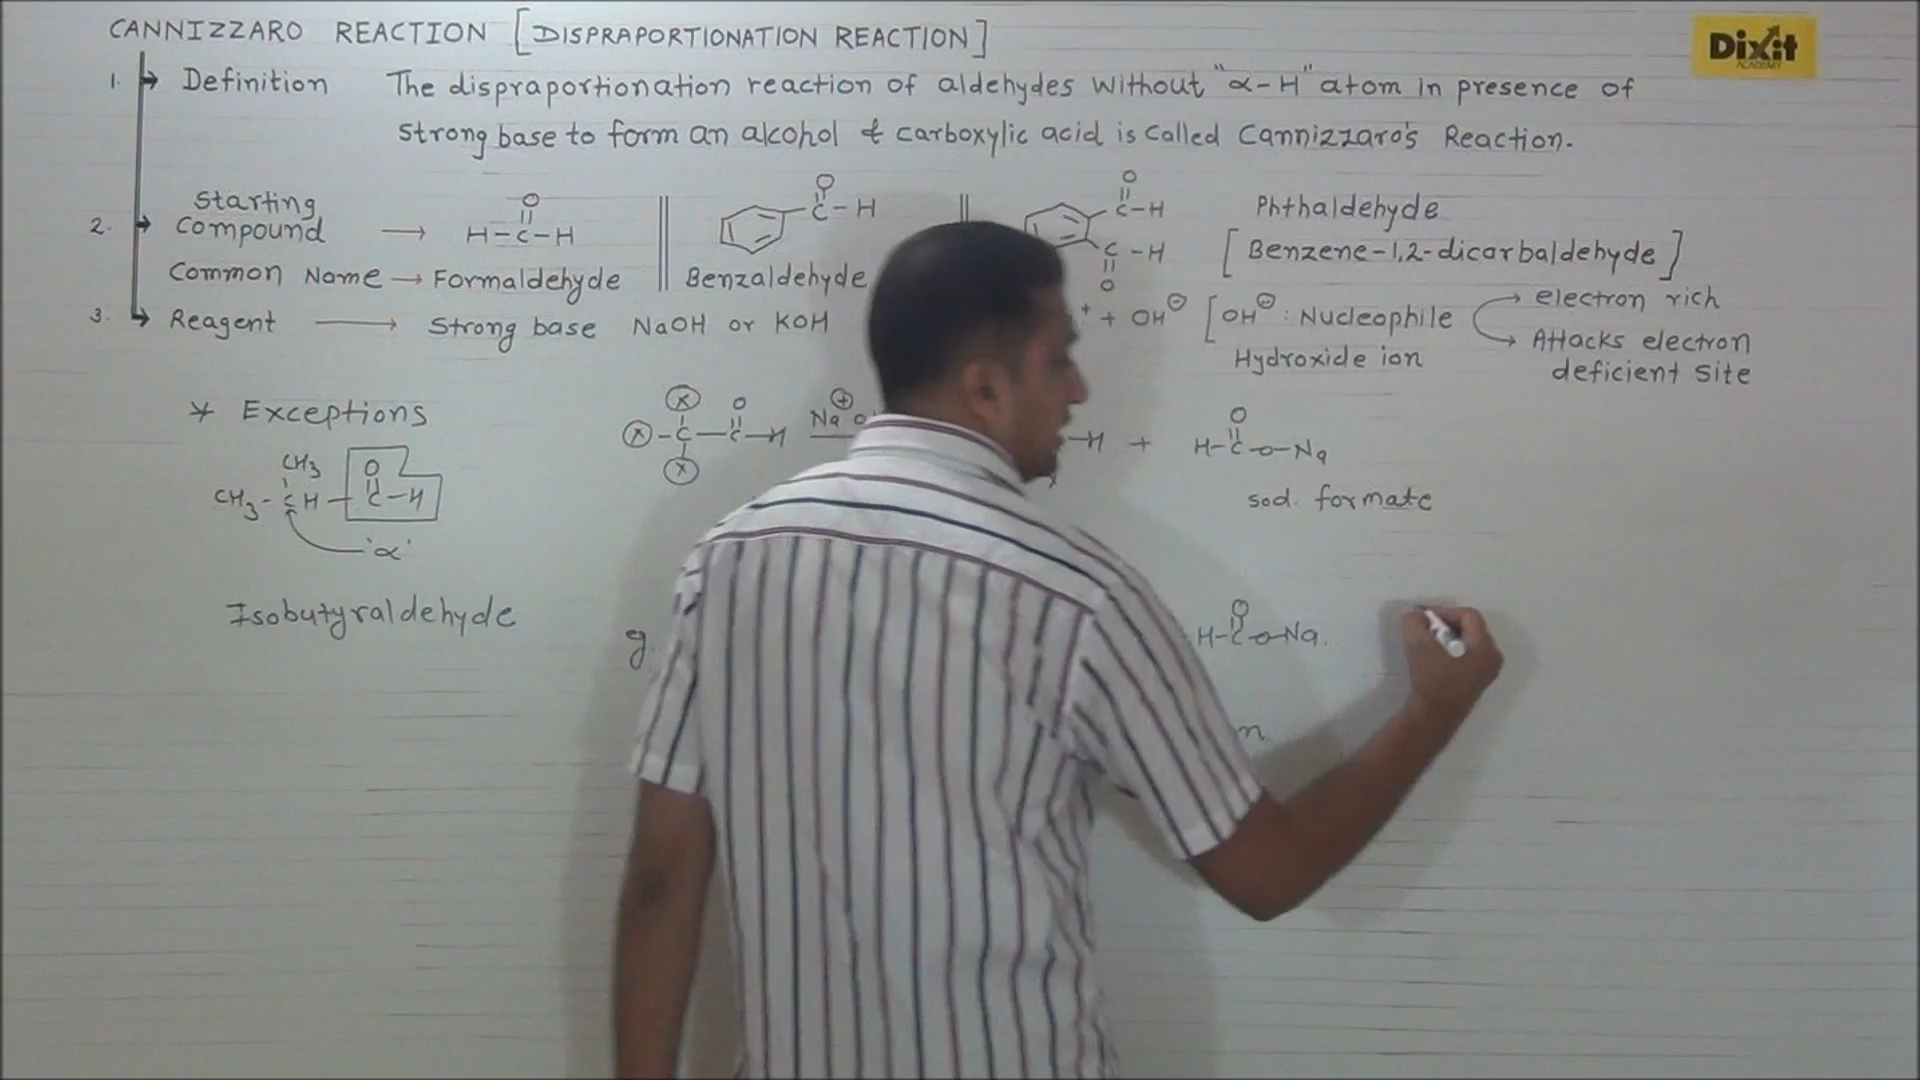 CANNIZZARO REACTION [DISPRAPORTIONATION REACTION]
Dixit
ACADEMY
1. Definition The dispraportionation reaction of aldehydes without "α-H" atom in presence of
strong base to form an alcohol & carboxylic acid is called Cannizzaro's Reaction.
2. Starting Compound → H-C-H O
C-H O
C-H O C-H O
Phthaldehyde
[Benzene-1,2-dicarbaldehyde]
Common Name → Formaldehyde || Benzaldehyde
3. Reagent → Strong base NaOH or KOH
+ + OH⊖ [OH⊖ : Nucleophile → electron rich
→ Attacks electron
deficient site
Hydroxide ion
* Exceptions
CH3
CH3-CH-C-H O
'α'
Isobutyraldehyde
X X-C-C-H O X
Na⊕
-H + H-C-O-Na O
x
sod. formate
g.
H-C-O-Na. O
n